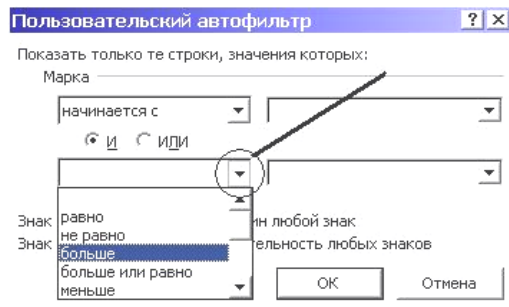 Пользовательский автофильтр
Показать только те строки, значения которых:
Марка
начинается с
И ИЛИ
равно
не равно
больше
больше или равно
меньше
Знак ин любой знак
Знак тельность любых знаков
ОК Отмена